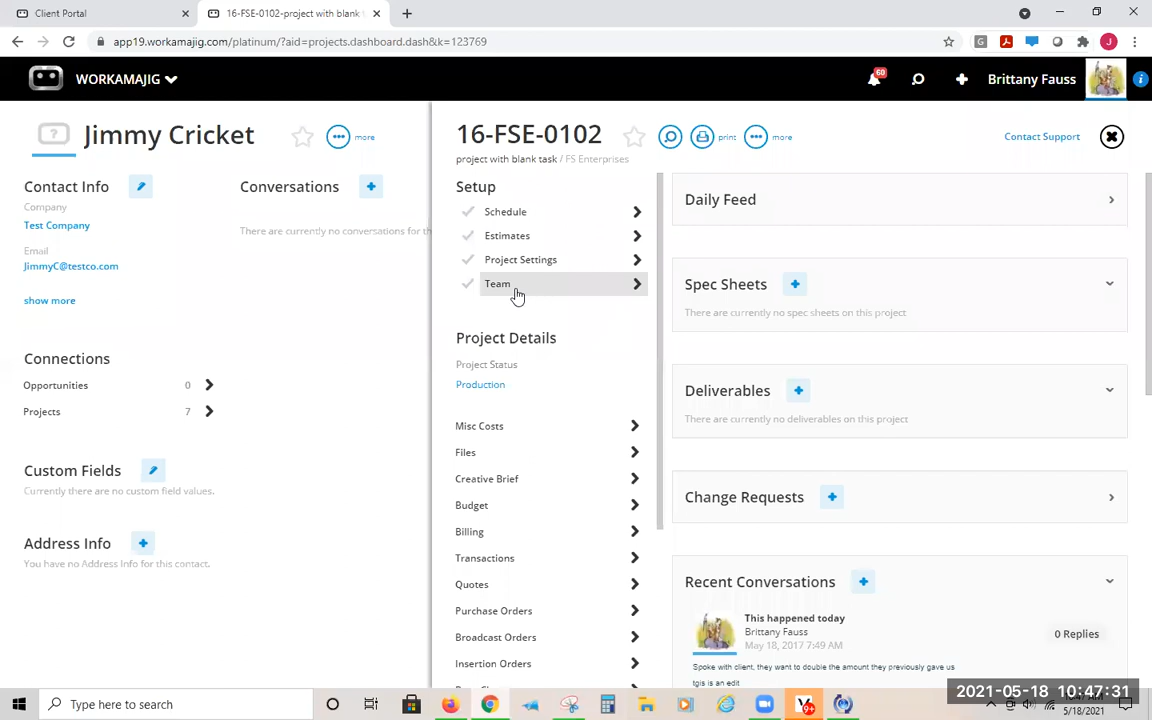 Client Portal
16-FSE-0102-project with blank
app19.workamajig.com/platinum/?aid=projects.dashboard.dash&k=123769
WORKAMAJIG
60
Brittany Fauss
Jimmy Cricket
more
Contact Info
Company
Test Company
Email
JimmyC@testco.com
show more
Connections
Opportunities 0
Projects 7
Custom Fields
Currently there are no custom field values.
Address Info
You have no Address Info for this contact.
Conversations
There are currently no conversations for th
16-FSE-0102
print
more
Contact Support
project with blank task / FS Enterprises
Setup
Schedule
Estimates
Project Settings
Team
Project Details
Project Status
Production
Misc Costs
Files
Creative Brief
Budget
Billing
Transactions
Quotes
Purchase Orders
Broadcast Orders
Insertion Orders
Daily Feed
Spec Sheets
There are currently no spec sheets on this project
Deliverables
There are currently no deliverables on this project
Change Requests
Recent Conversations
This happened today
Brittany Fauss
May 18, 2017 7:49 AM
0 Replies
Spoke with client, they want to double the amount they previously gave us
tgis is an edit
Type here to search
9+
2021-05-18 10:47:31
5/18/2021